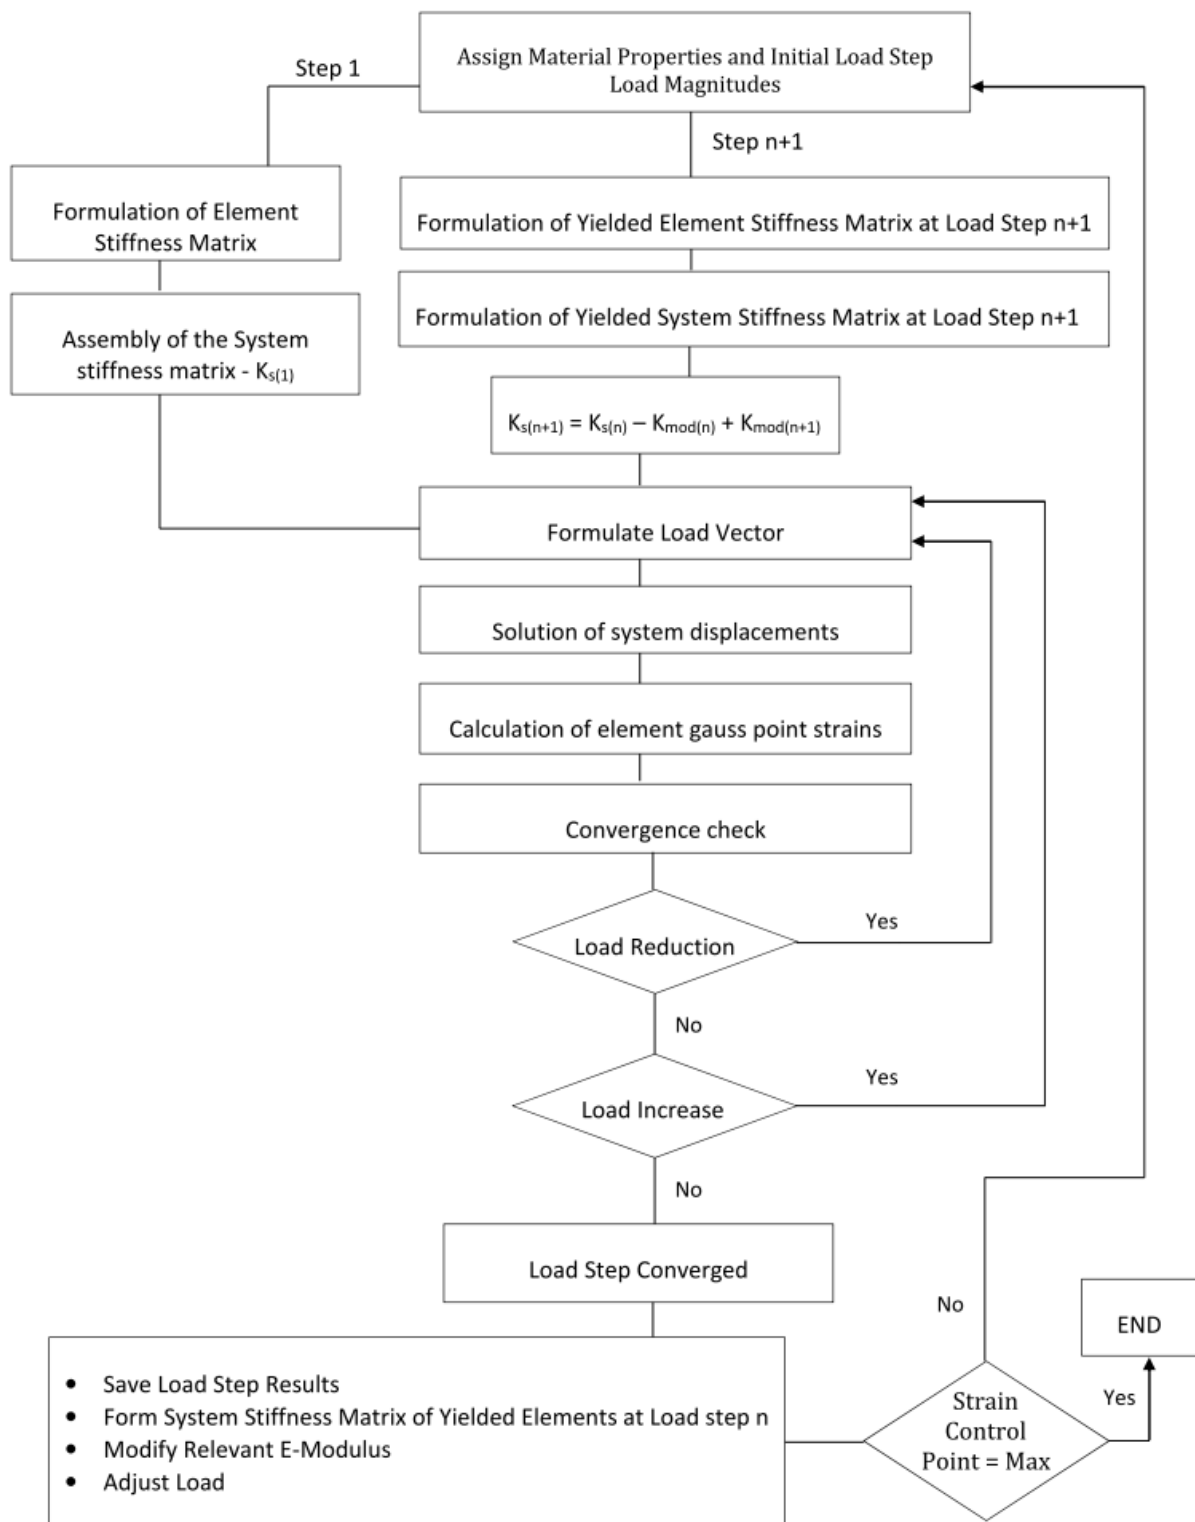 Assign Material Properties and Initial Load Step
Load Magnitudes
Step 1
Step n+1
Formulation of Element
Stiffness Matrix
Formulation of Yielded Element Stiffness Matrix at Load Step n+1
Assembly of the System
stiffness matrix - Ks(1)
Formulation of Yielded System Stiffness Matrix at Load Step n+1
Ks(n+1) = Ks(n) – Kmod(n) + Kmod(n+1)
Formulate Load Vector
Solution of system displacements
Calculation of element gauss point strains
Convergence check
Load Reduction
Yes
No
Load Increase
Yes
No
Load Step Converged
• Save Load Step Results
• Form System Stiffness Matrix of Yielded Elements at Load step n
• Modify Relevant E-Modulus
• Adjust Load
Strain
Control
Point = Max
No
Yes
END